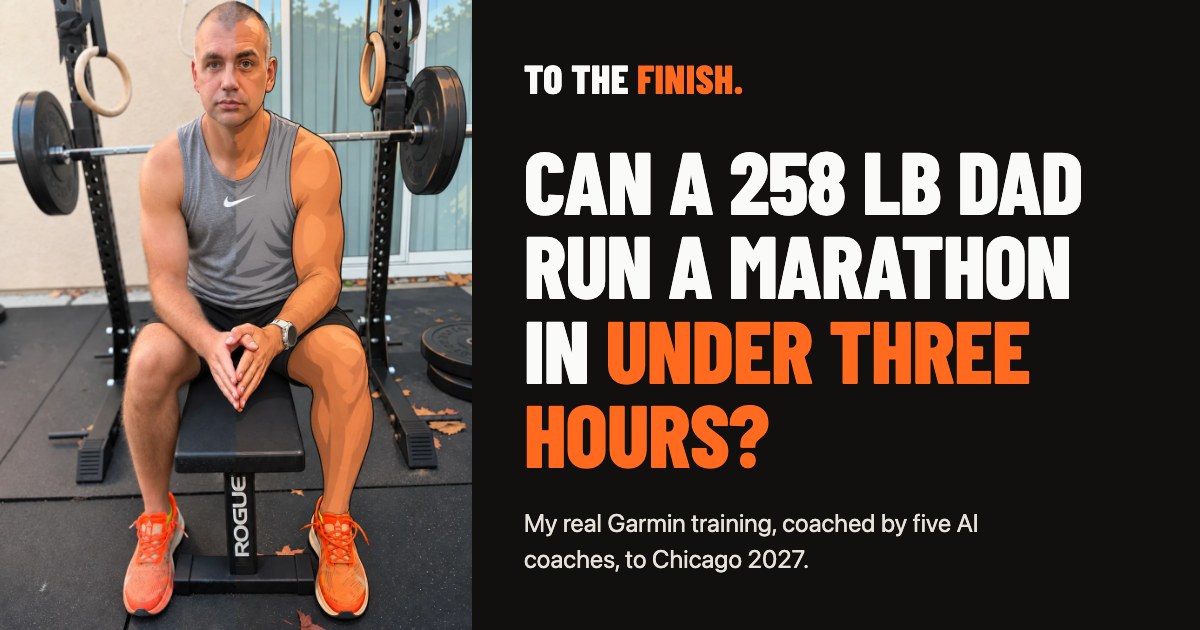 TO THE FINISH.
CAN A 258 LB DAD
RUN A MARATHON
IN UNDER THREE
HOURS?
My real Garmin training, coached by five AI
coaches, to Chicago 2027.
ROGUE